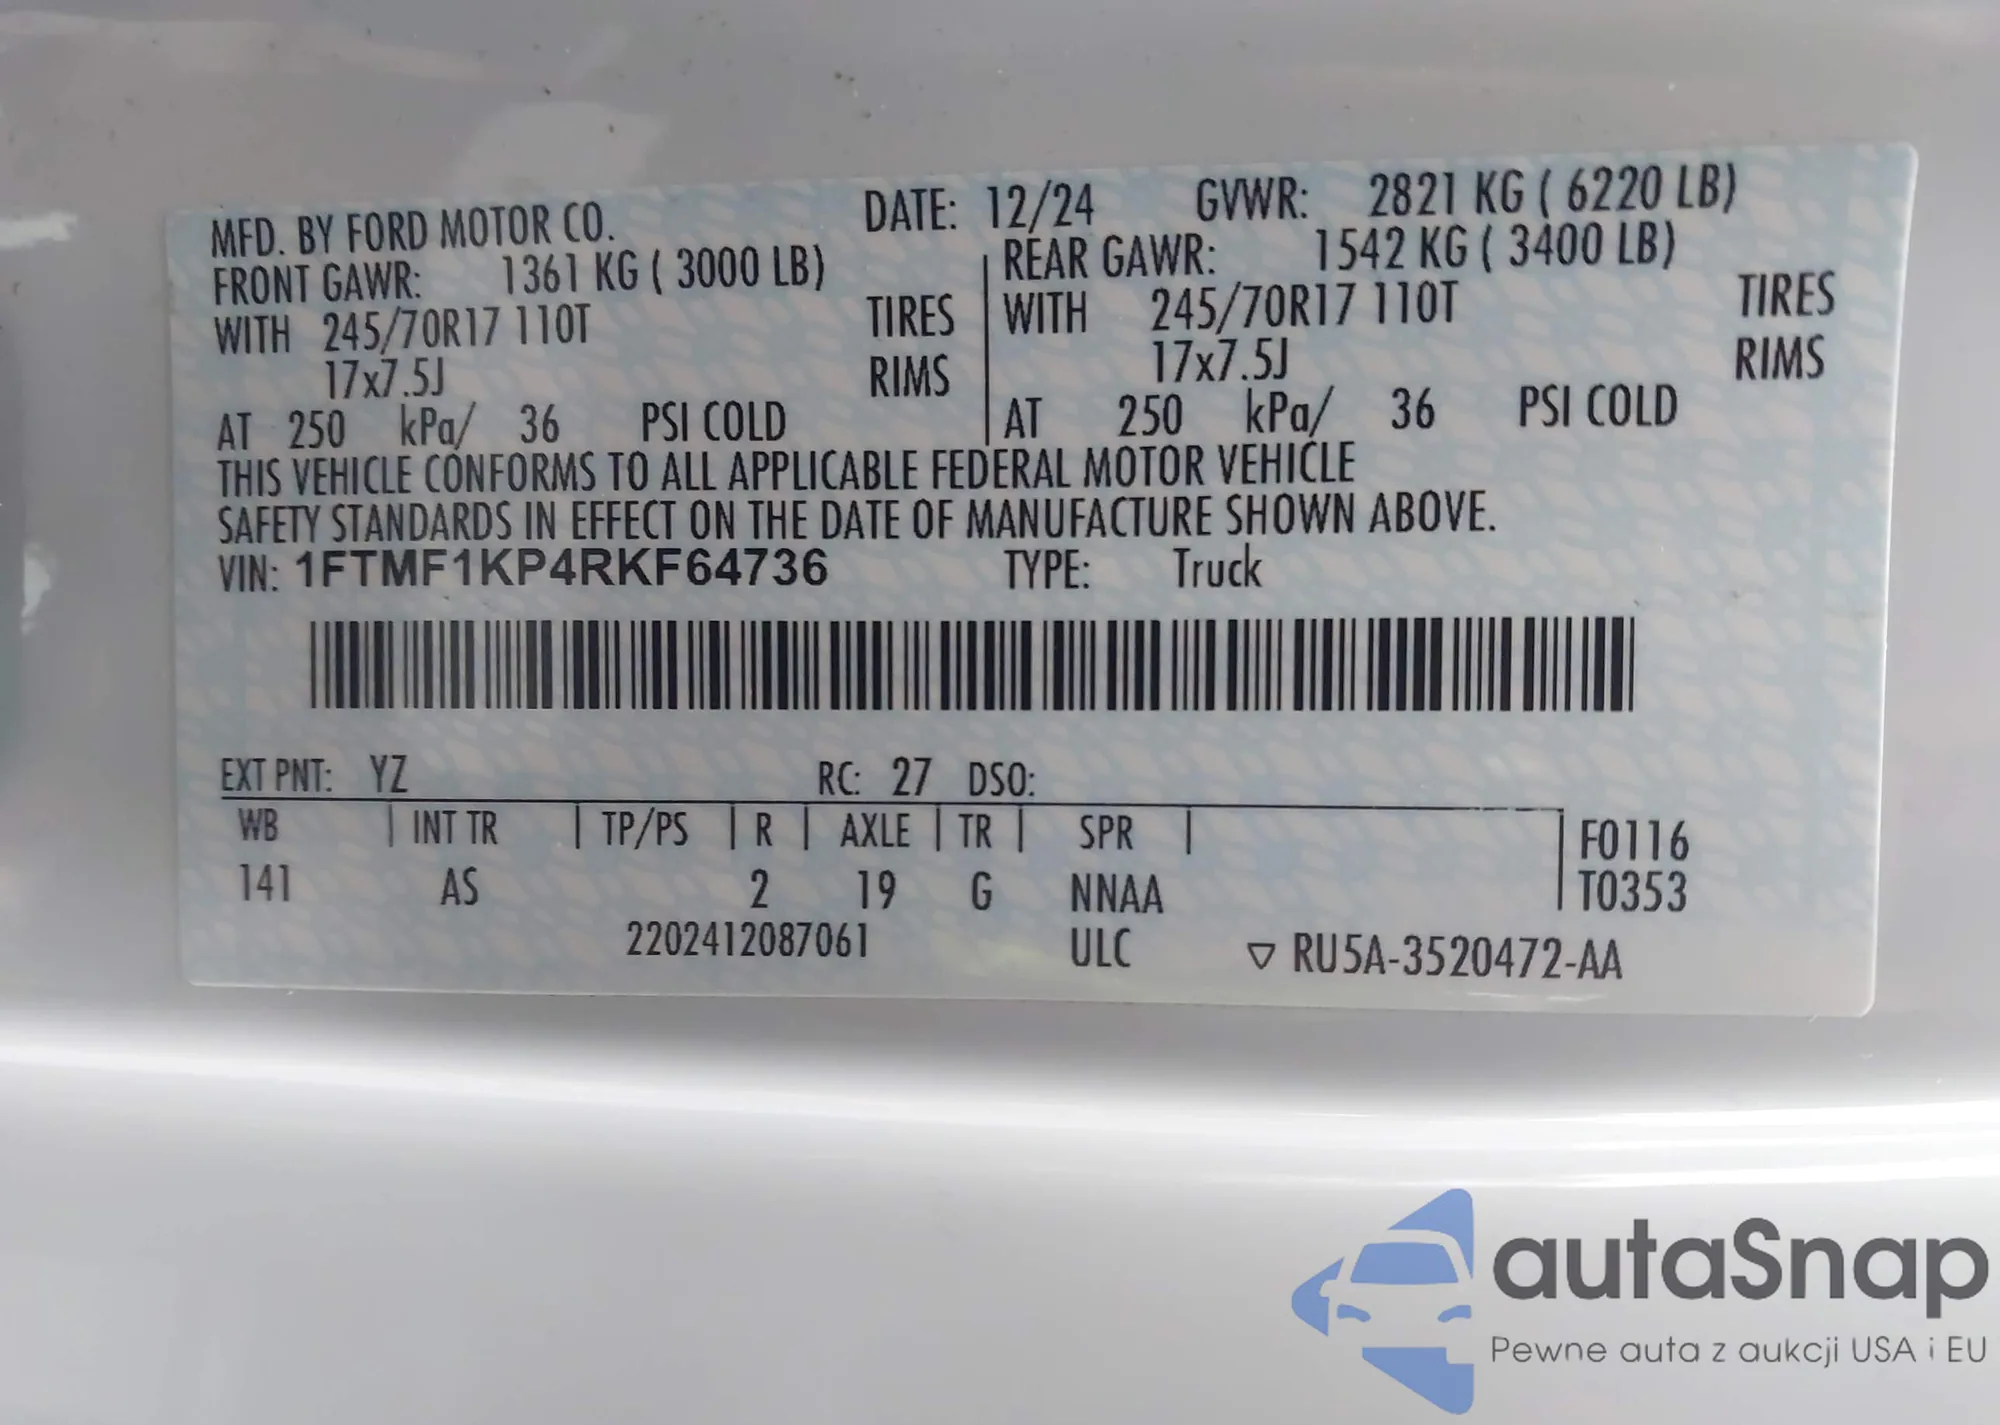 MFD. BY FORD MOTOR CO. DATE: 12/24 GVWR: 2821 KG ( 6220 LB)
FRONT GAWR: 1361 KG ( 3000 LB) REAR GAWR: 1542 KG ( 3400 LB)
WITH 245/70R17 110T TIRES WITH 245/70R17 110T TIRES
17x7.5J RIMS 17x7.5J RIMS
AT 250 kPa/ 36 PSI COLD AT 250 kPa/ 36 PSI COLD
THIS VEHICLE CONFORMS TO ALL APPLICABLE FEDERAL MOTOR VEHICLE
SAFETY STANDARDS IN EFFECT ON THE DATE OF MANUFACTURE SHOWN ABOVE.
VIN: 1FTMF1KP4RKF64736 TYPE: Truck
EXT PNT: YZ RC: 27 DSO:
WB | INT TR | TP/PS | R | AXLE | TR | SPR | F0116
141 AS 2 19 G NNAA T0353
2202412087061 ULC ▽ RU5A-3520472-AA
autaSnap
Pewne auta z aukcji USA i EU